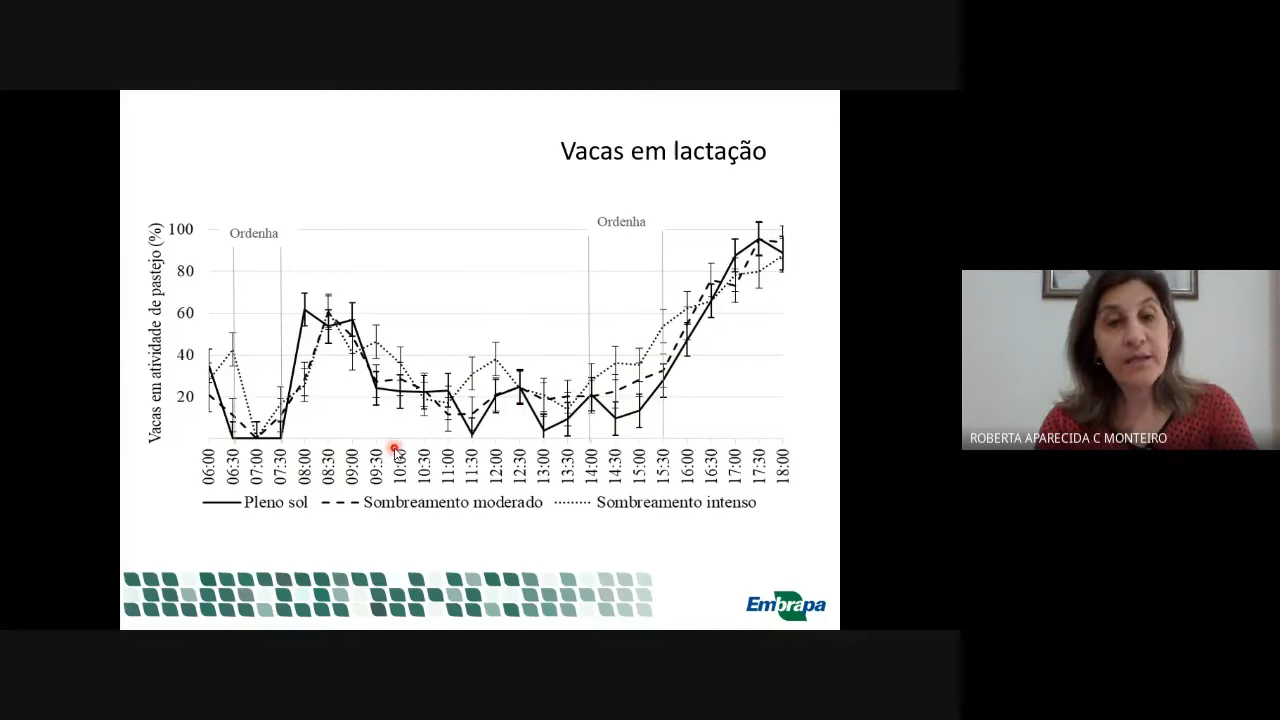 Vacas em lactação
Ordenha
Ordenha
Vacas em atividade de pastejo (%)
100
80
60
40
20
06:00 06:30 07:00 07:30 08:00 08:30 09:00 09:30 10:00 10:30 11:00 11:30 12:00 12:30 13:00 13:30 14:00 14:30 15:00 15:30 16:00 16:30 17:00 17:30 18:00
Pleno sol Sombreamento moderado Sombreamento intenso
Embrapa
ROBERTA APARECIDA C MONTEIRO